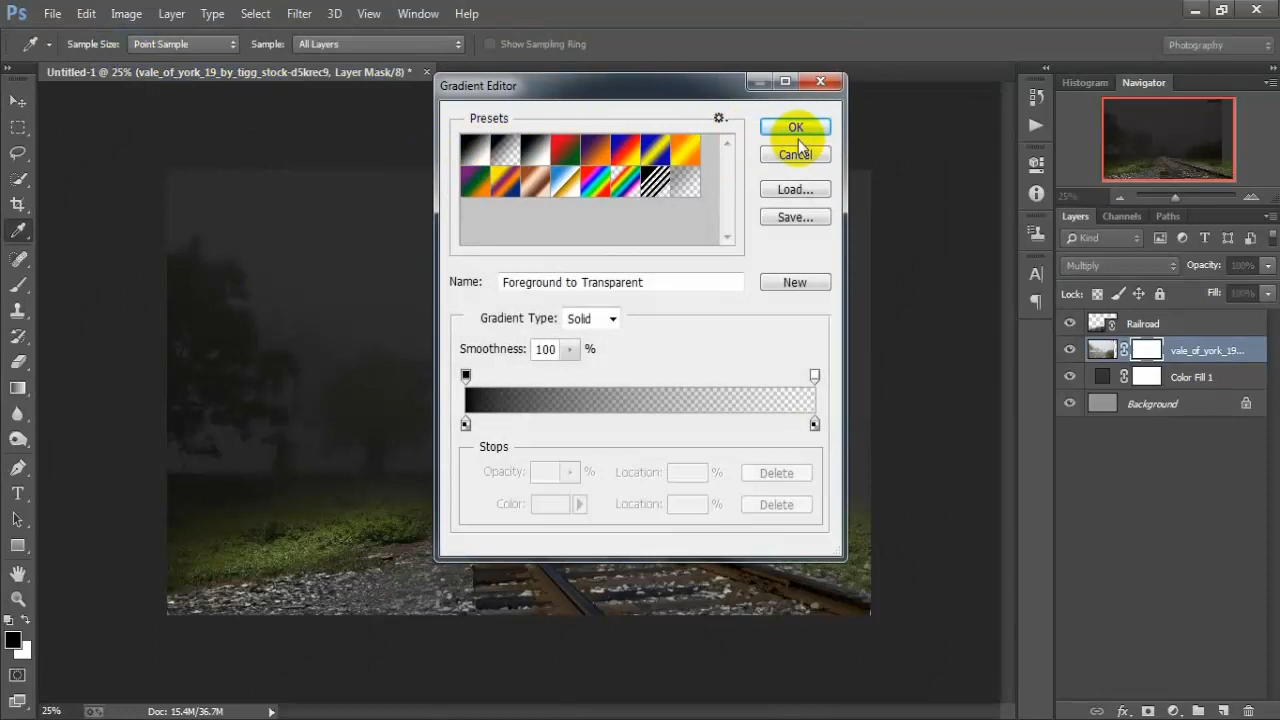 Ps File Edit Image Layer Type Select Filter 3D View Window Help
Sample Size: Point Sample Sample: All Layers Show Sampling Ring Photography
Untitled-1 @ 25% (vale_of_york_19_by_tigg_stock-d5krec9, Layer Mask/8) *
Gradient Editor
Presets
OK
Cancel
Load...
Save...
Name: Foreground to Transparent New
Gradient Type: Solid
Smoothness: 100 %
Stops
Opacity: % Location: % Delete
Color: Location: % Delete
Histogram Navigator
25%
Layers Channels Paths
Kind
Multiply Opacity: 100%
Lock: Fill: 100%
Railroad
vale_of_york_19...
Color Fill 1
Background
25% Doc: 15.4M/36.7M